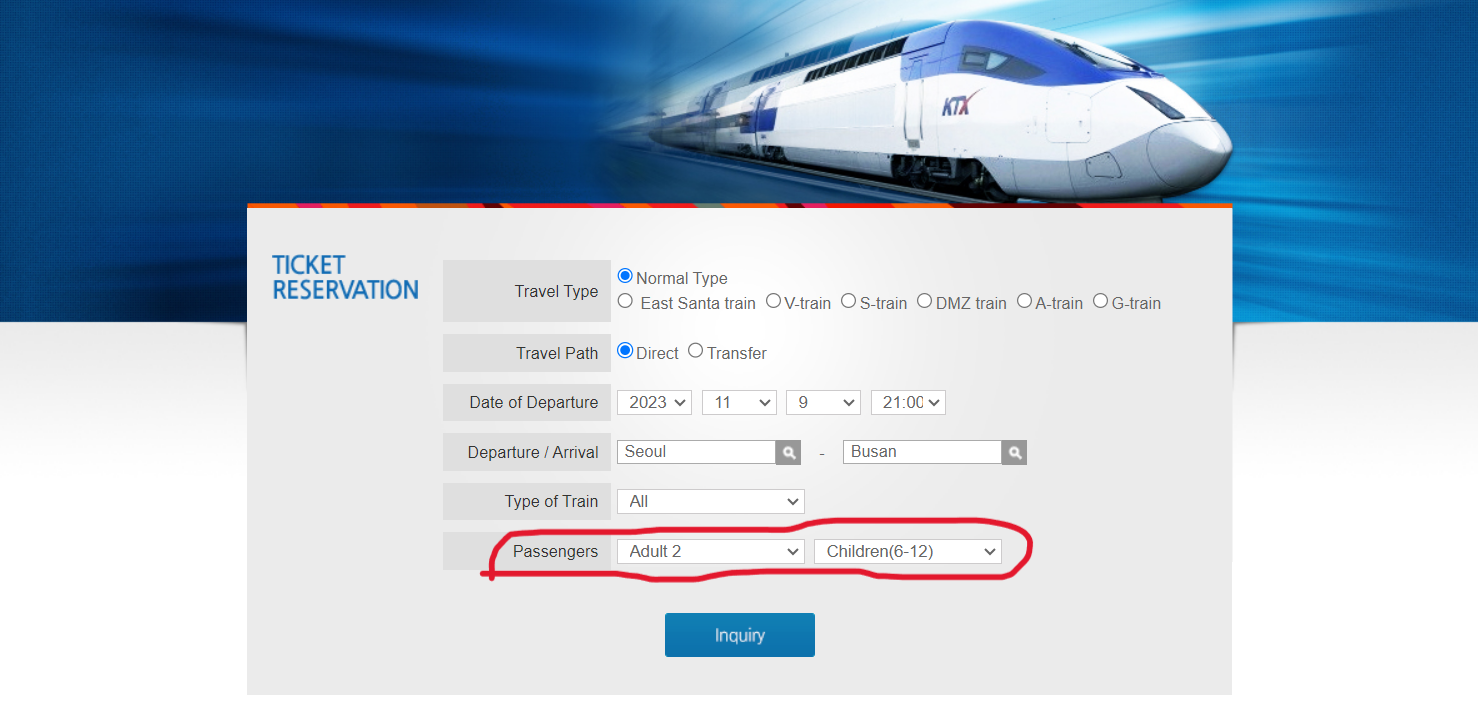 KTX
TICKET
RESERVATION
Travel Type
Normal Type
East Santa train V-train S-train DMZ train A-train G-train
Travel Path Direct Transfer
Date of Departure 2023 11 9 21:00
Departure / Arrival Seoul - Busan
Type of Train All
Passengers Adult 2 Children(6-12)
Inquiry